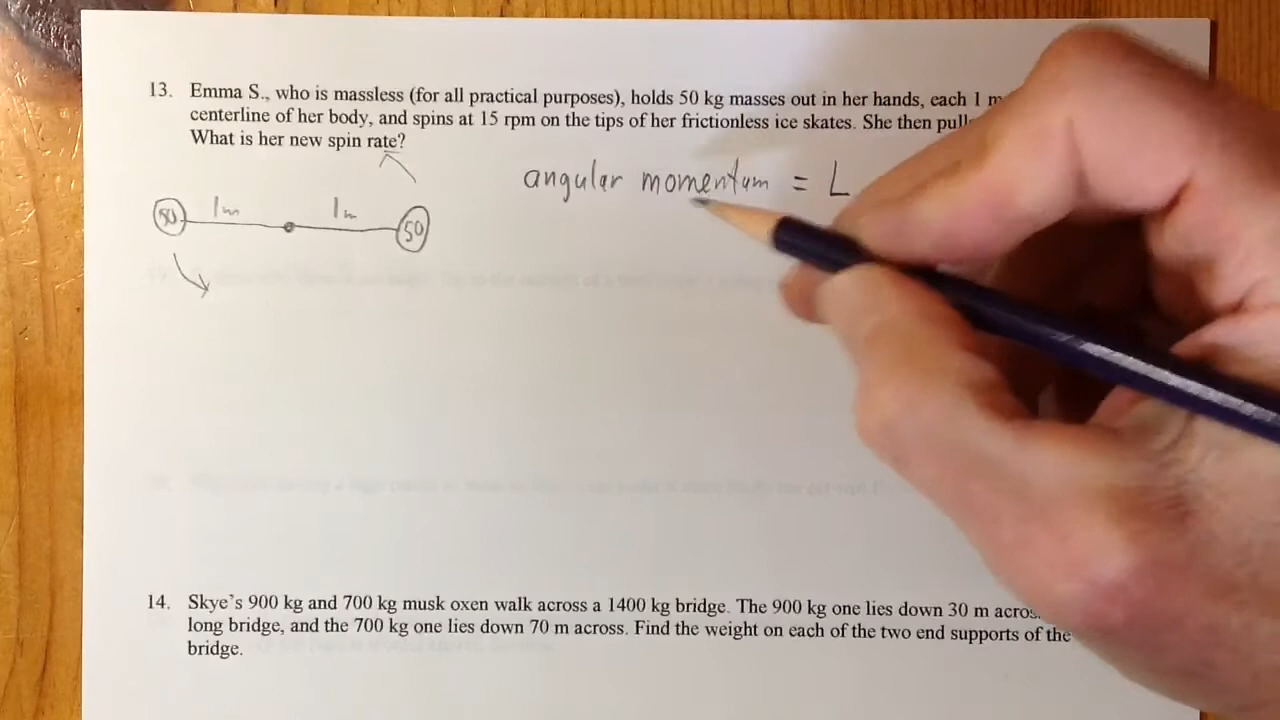 13. Emma S., who is massless (for all practical purposes), holds 50 kg masses out in her hands, each 1
centerline of her body, and spins at 15 rpm on the tips of her frictionless ice skates. She then
What is her new spin rate?
angular momentum = L
1m 1m
50 50
14. Skye's 900 kg and 700 kg musk oxen walk across a 1400 kg bridge. The 900 kg one lies down 30 m
long bridge, and the 700 kg one lies down 70 m across. Find the weight on each of the two end supports of the
bridge.